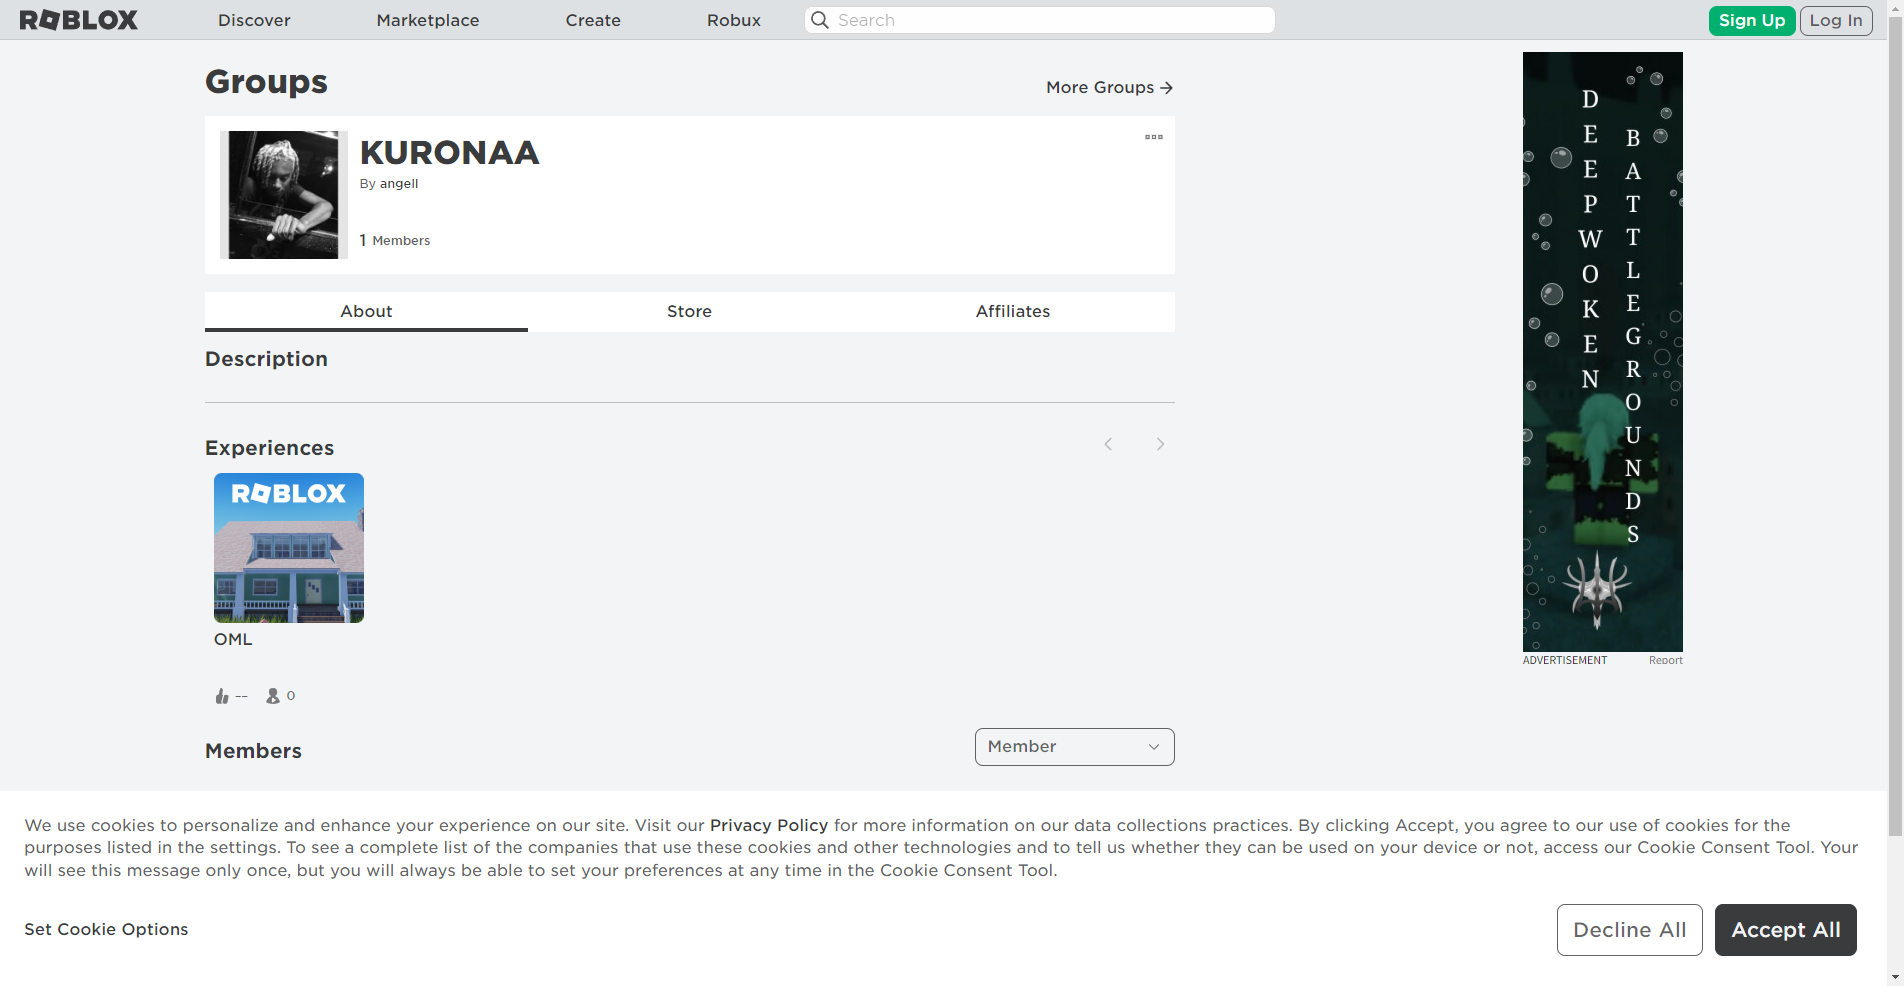 ROBLOX
Discover
Marketplace
Create
Robux
Search
Sign Up
Log In
Groups
More Groups
KURONAA
By angell
1 Members
About
Store
Affiliates
Description
Experiences
ROBLOX
OML
--
0
Members
Member
DEEPWOKEN
BATTLEGROUNDS
ADVERTISEMENT
Report
We use cookies to personalize and enhance your experience on our site. Visit our Privacy Policy for more information on our data collections practices. By clicking Accept, you agree to our use of cookies for the
purposes listed in the settings. To see a complete list of the companies that use these cookies and other technologies and to tell us whether they can be used on your device or not, access our Cookie Consent Tool. Your
will see this message only once, but you will always be able to set your preferences at any time in the Cookie Consent Tool.
Set Cookie Options
Decline All
Accept All